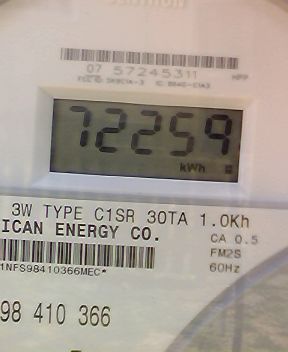 07 57245311
HPP
72259
kWh
3W TYPE C1SR 30TA 1.0Kh
ICAN ENERGY CO.
CA 0.5
FM2S
60Hz
1NFS98410366MEC*
98 410 366